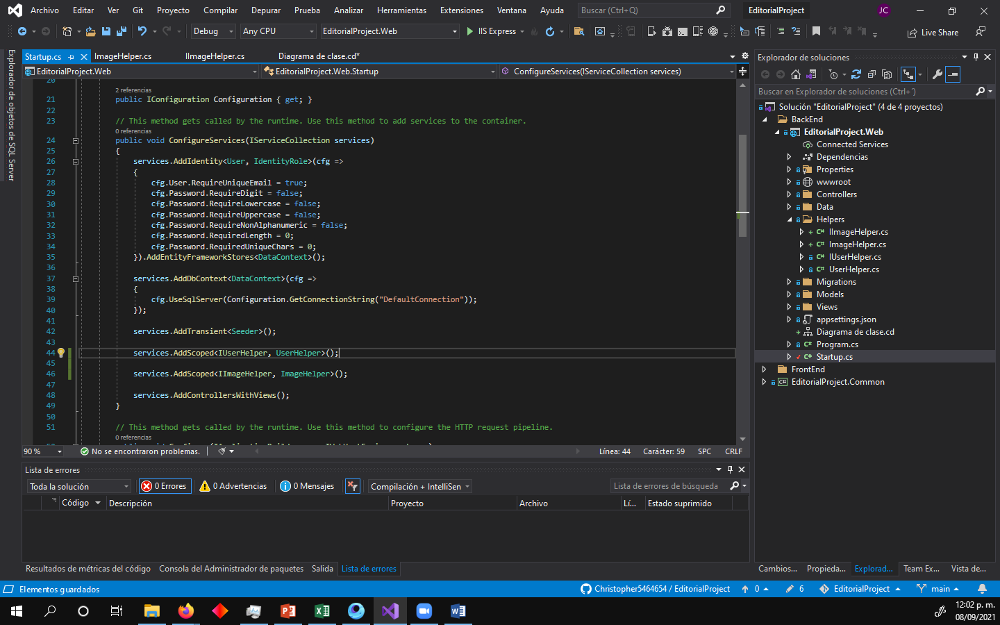 Archivo Editar Ver Git Proyecto Compilar Depurar Prueba Analizar Herramientas Extensiones Ventana Ayuda Buscar (Ctrl+Q) EditorialProject JC
Debug Any CPU EditorialProject.Web IIS Express Live Share
Explorador de objetos de SQL Server
Startup.cs ImageHelper.cs IImageHelper.cs Diagrama de clase.cd*
EditorialProject.Web EditorialProject.Web.Startup ConfigureServices(IServiceCollection services)
20
2 referencias
21 public IConfiguration Configuration { get; }
22
23 // This method gets called by the runtime. Use this method to add services to the container.
0 referencias
24 public void ConfigureServices(IServiceCollection services)
25 {
26 services.AddIdentity<User, IdentityRole>(cfg =>
27 {
28 cfg.User.RequireUniqueEmail = true;
29 cfg.Password.RequireDigit = false;
30 cfg.Password.RequireLowercase = false;
31 cfg.Password.RequireUppercase = false;
32 cfg.Password.RequireNonAlphanumeric = false;
33 cfg.Password.RequiredLength = 0;
34 cfg.Password.RequiredUniqueChars = 0;
35 }).AddEntityFrameworkStores<DataContext>();
36
37 services.AddDbContext<DataContext>(cfg =>
38 {
39 cfg.UseSqlServer(Configuration.GetConnectionString("DefaultConnection"));
40 });
41
42 services.AddTransient<Seeder>();
43
44 services.AddScoped<IUserHelper, UserHelper>();
45
46 services.AddScoped<IImageHelper, ImageHelper>();
47
48 services.AddControllersWithViews();
49 }
50
51 // This method gets called by the runtime. Use this method to configure the HTTP request pipeline.
0 referencias
90 % No se encontraron problemas. Línea: 44 Carácter: 59 SPC CRLF
Lista de errores
Toda la solución 0 Errores 0 Advertencias 0 Mensajes Compilación + IntelliSen Lista de errores de búsqueda
Código Descripción Proyecto Archivo Lí... Estado suprimido
Resultados de métricas del código Consola del Administrador de paquetes Salida Lista de errores
Explorador de soluciones
Buscar en Explorador de soluciones (Ctrl+´)
Solución "EditorialProject" (4 de 4 proyectos)
BackEnd
EditorialProject.Web
Connected Services
Dependencias
Properties
wwwroot
Controllers
Data
Helpers
C# IImageHelper.cs
C# ImageHelper.cs
C# IUserHelper.cs
C# UserHelper.cs
Migrations
Models
Views
appsettings.json
Diagrama de clase.cd
C# Program.cs
C# Startup.cs
FrontEnd
C# EditorialProject.Common
Cambios... Propieda... Explorad... Team Ex... Vista de...
Elementos guardados Christopher5464654 / EditorialProject 0 6 EditorialProject main
12:02 p. m.
08/09/2021